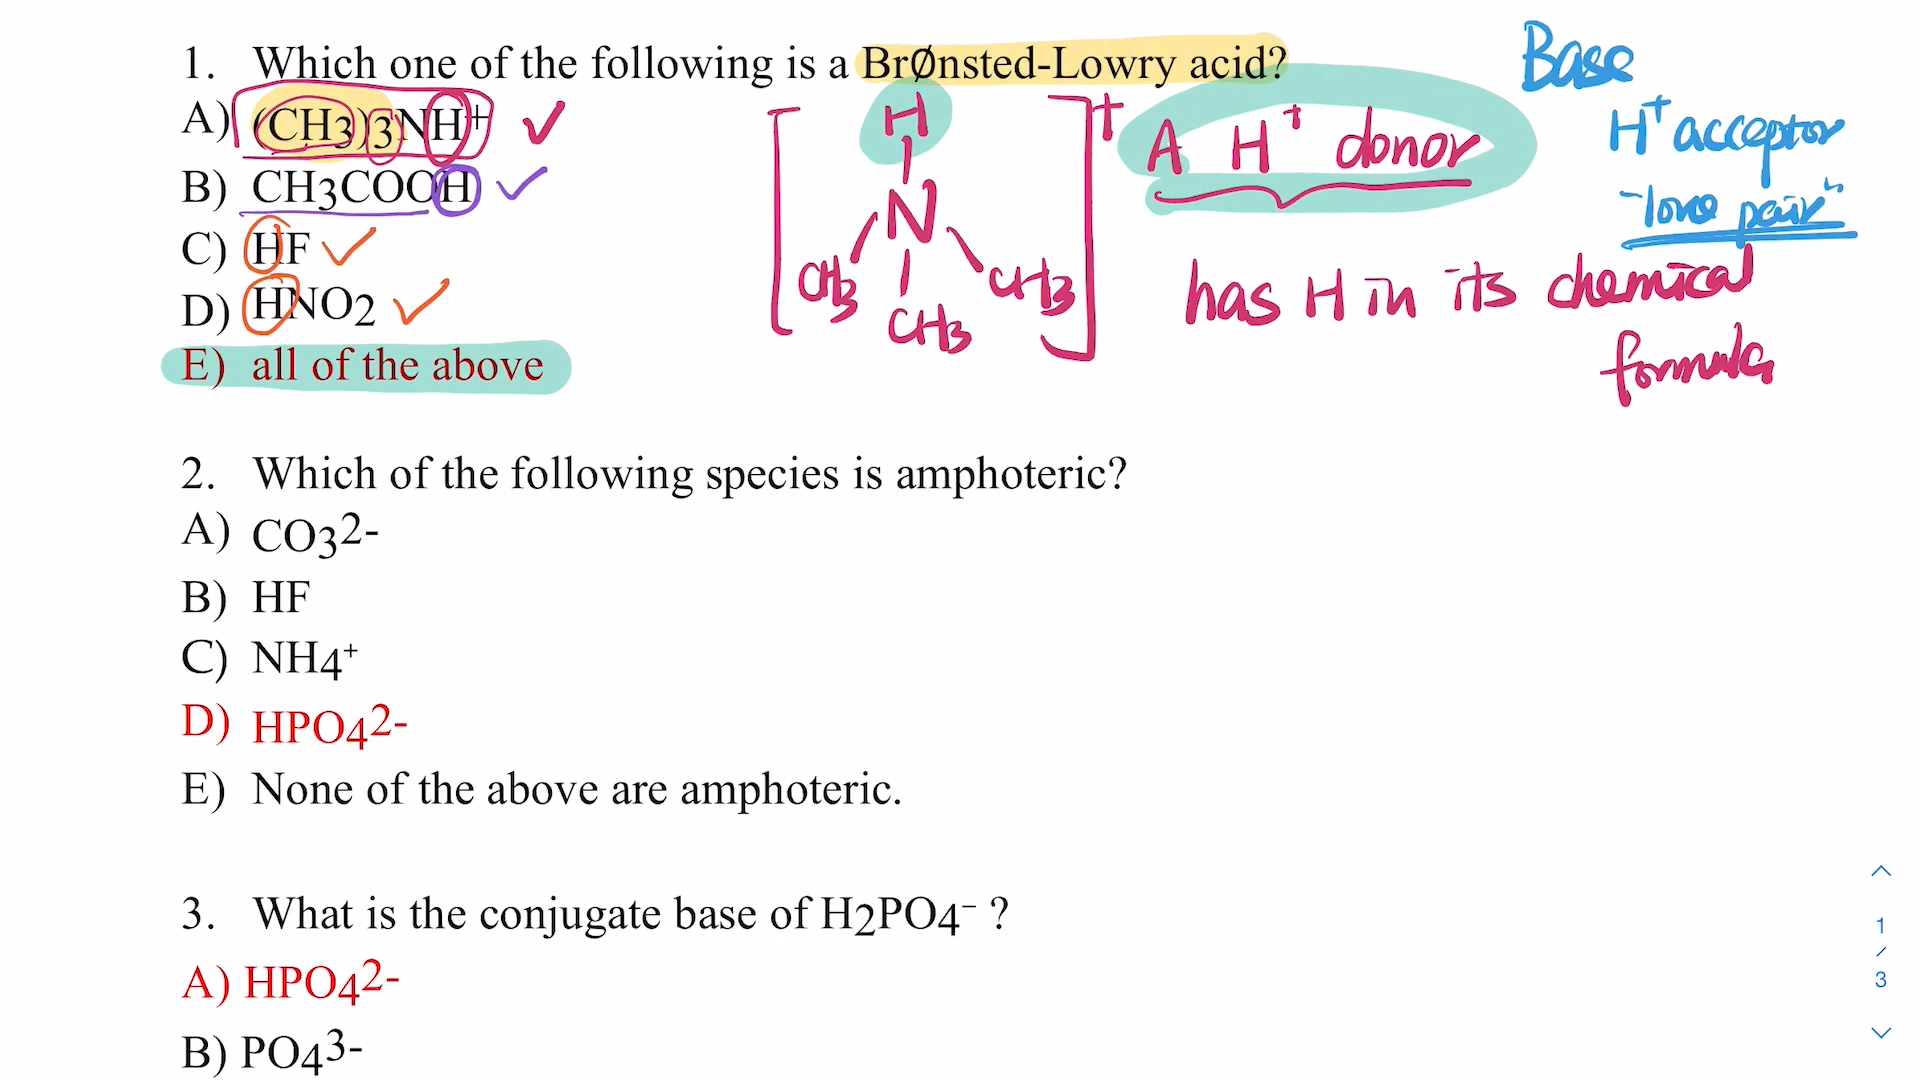 1. Which one of the following is a BrØnsted-Lowry acid?
A) (CH3)3NH+ ✓
B) CH3COOH ✓
C) HF ✓
D) HNO2 ✓
E) all of the above
[
H
N
CH3
CH3
CH3
]+
A H+ donor
has H in its chemical
formula
Base
H+ acceptor
"lone pair"
2. Which of the following species is amphoteric?
A) CO32-
B) HF
C) NH4+
D) HPO42-
E) None of the above are amphoteric.
3. What is the conjugate base of H2PO4– ?
A) HPO42-
B) PO43-
1
/
3